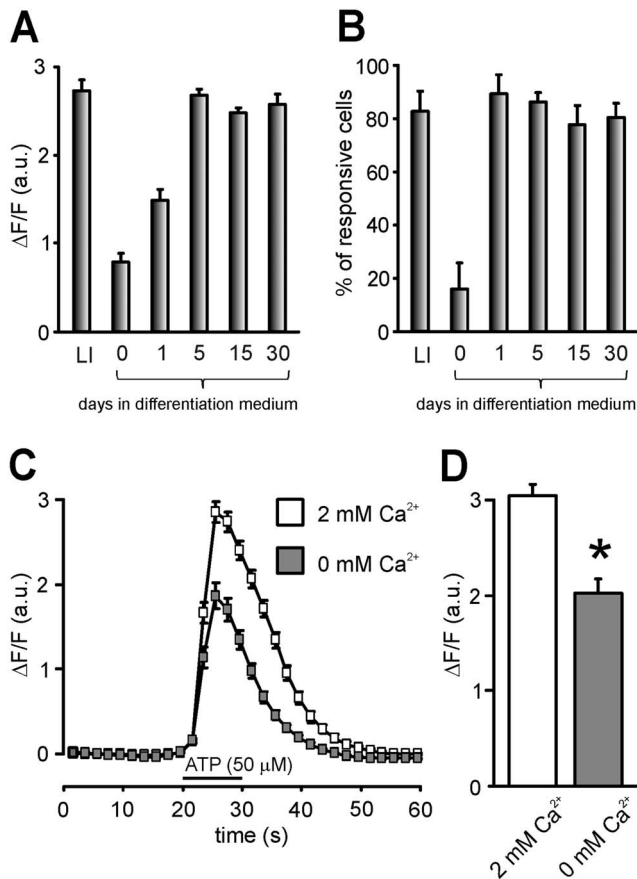 A
3
2
1
0
ΔF/F (a.u.)
LI 0 1 5 15 30
days in differentiation medium
B
100
80
60
40
20
0
% of responsive cells
LI 0 1 5 15 30
days in differentiation medium
C
3
2
1
0
ΔF/F (a.u.)
2 mM Ca²⁺
0 mM Ca²⁺
ATP (50 μM)
0 10 20 30 40 50 60
time (s)
D
3
2
1
0
ΔF/F (a.u.)
*
2 mM Ca²⁺
0 mM Ca²⁺